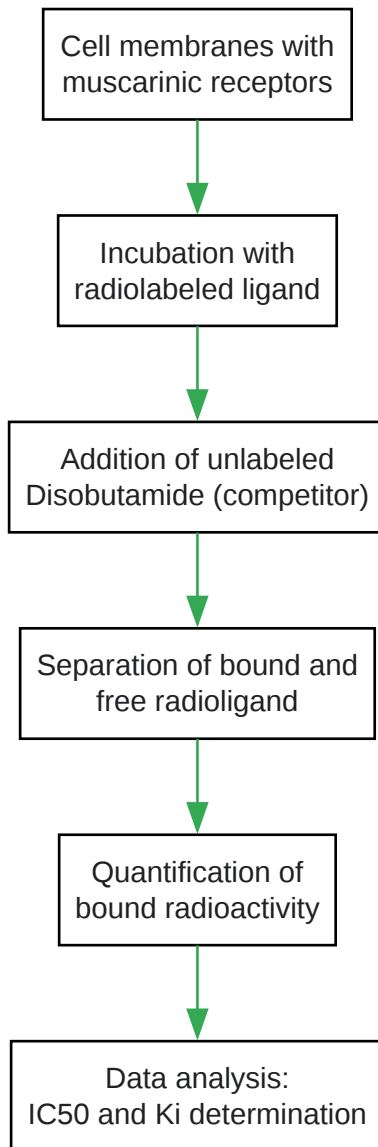 Cell membranes with
muscarinic receptors
Incubation with
radiolabeled ligand
Addition of unlabeled
Disobutamide (competitor)
Separation of bound and
free radioligand
Quantification of
bound radioactivity
Data analysis:
IC50 and Ki determination